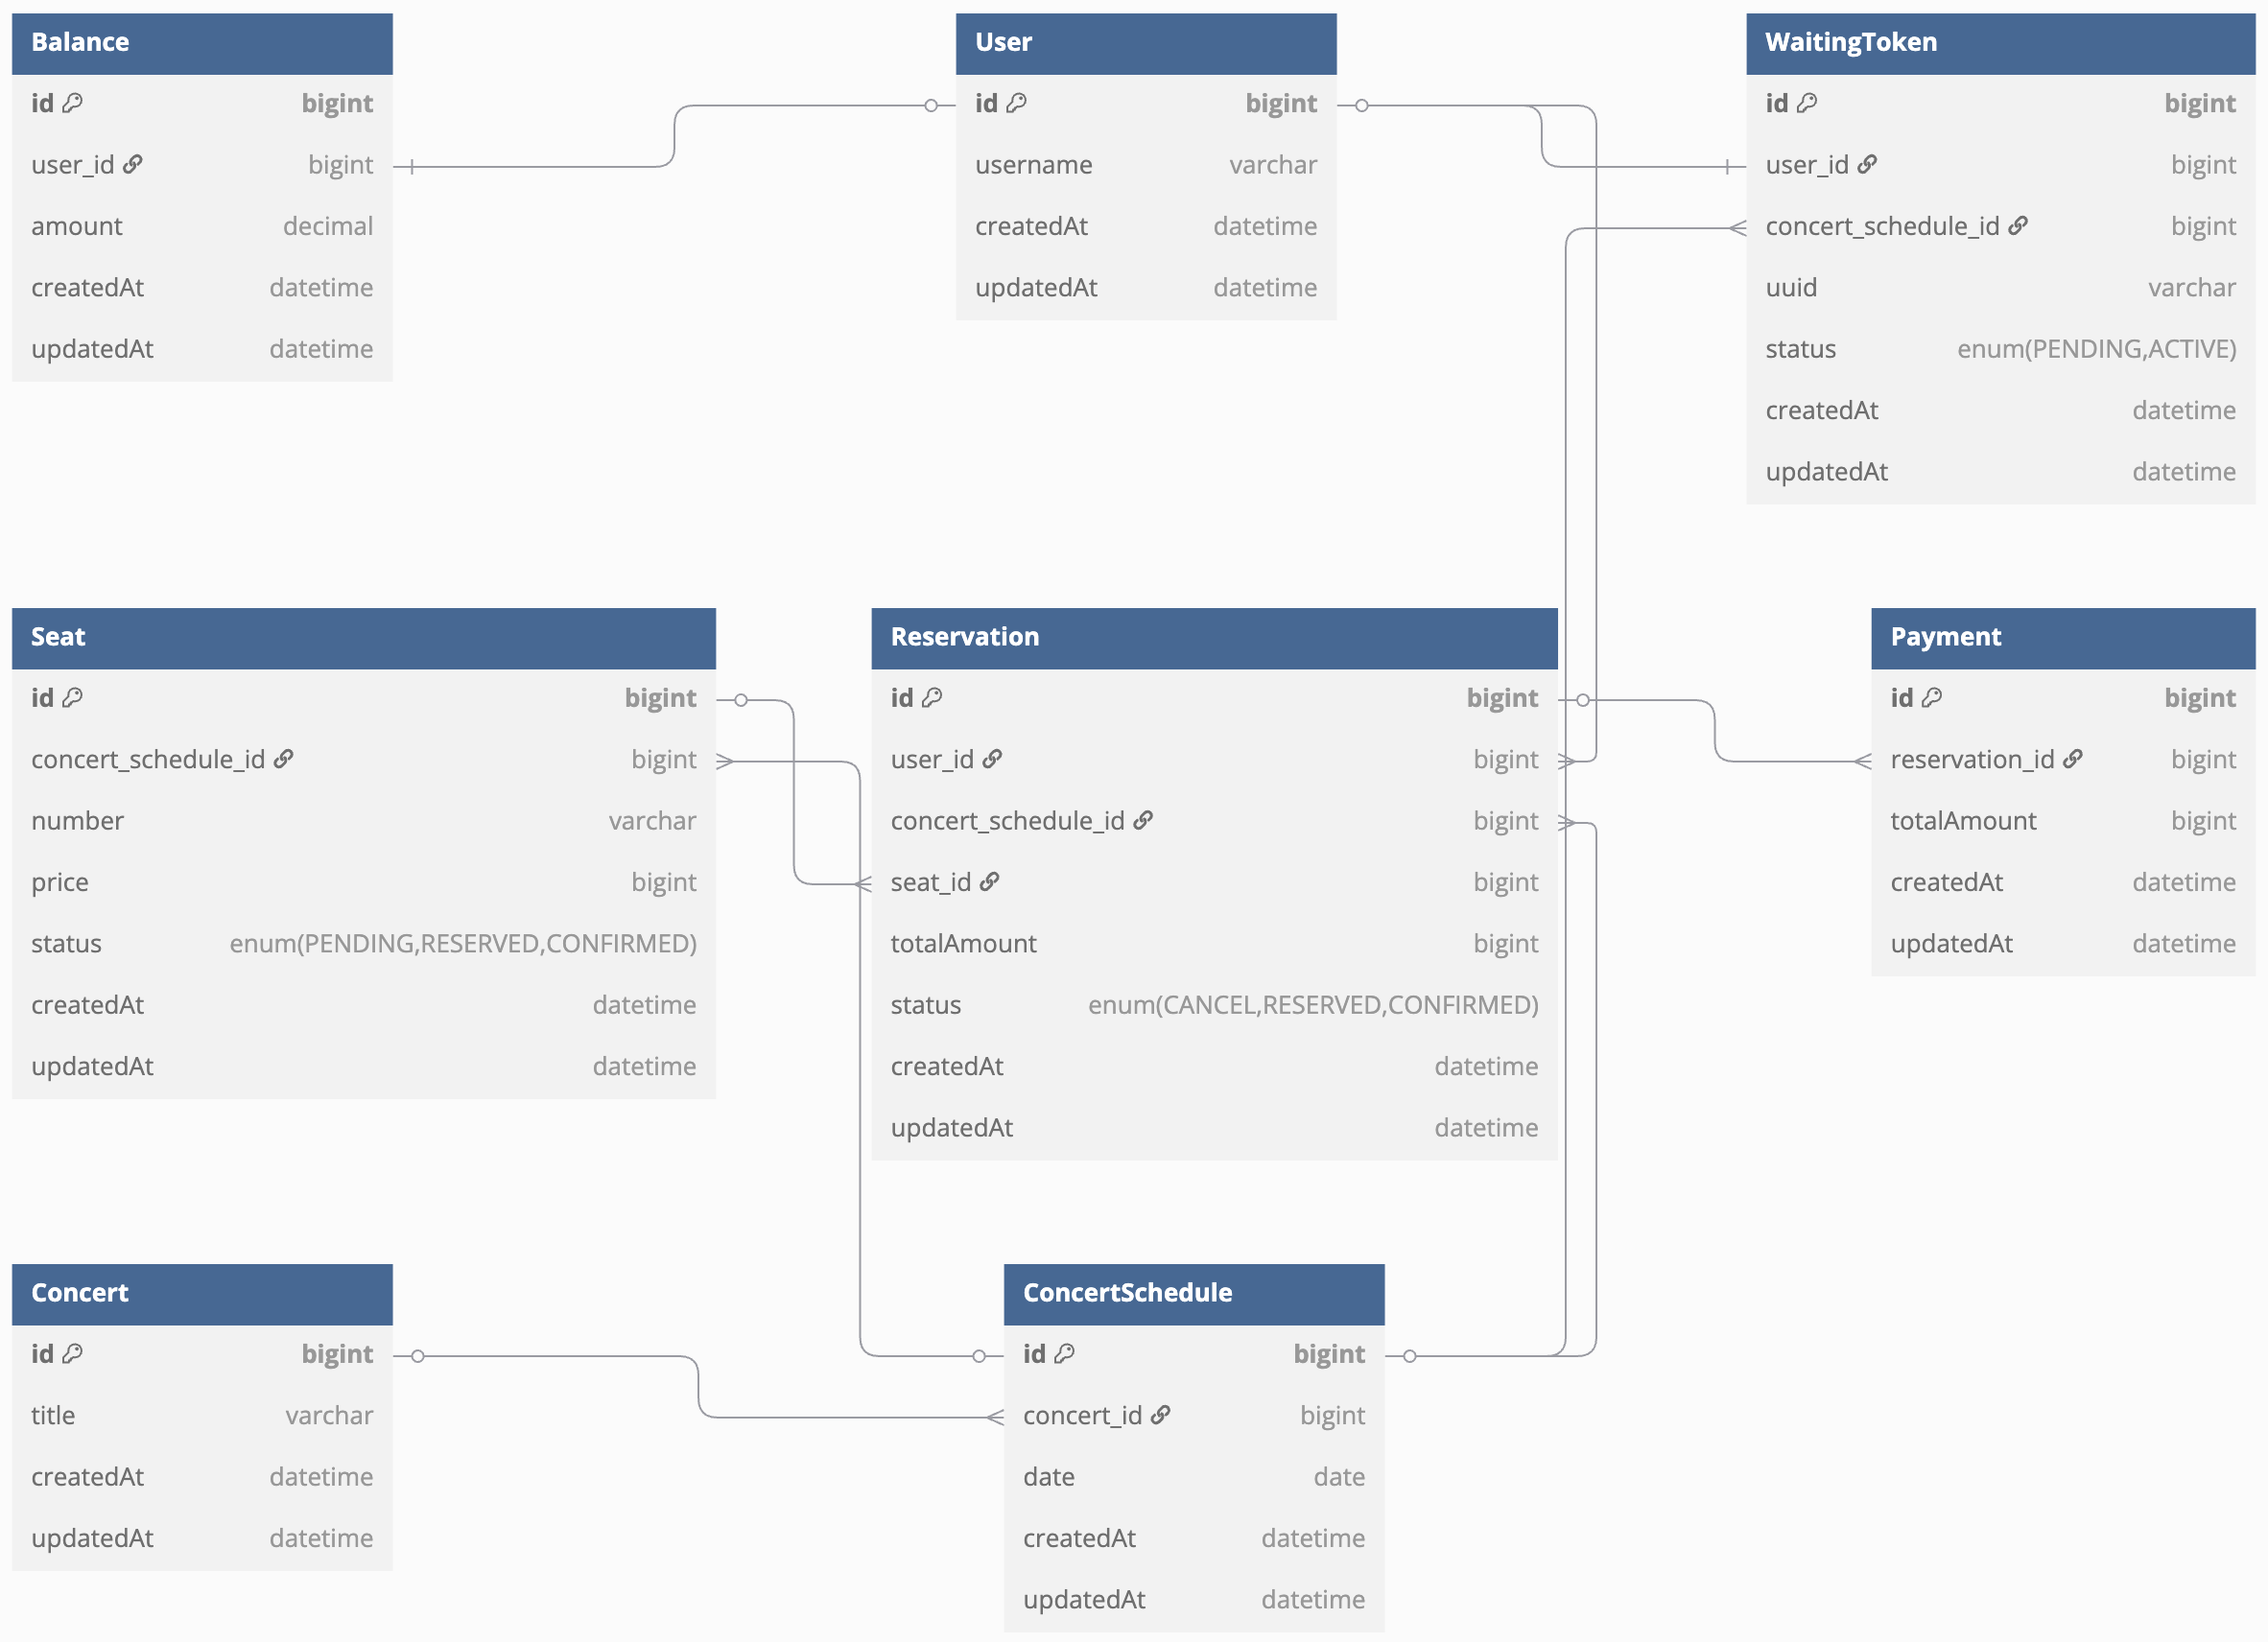 Balance
id bigint
user_id bigint
amount decimal
createdAt datetime
updatedAt datetime
User
id bigint
username varchar
createdAt datetime
updatedAt datetime
WaitingToken
id bigint
user_id bigint
concert_schedule_id bigint
uuid varchar
status enum(PENDING,ACTIVE)
createdAt datetime
updatedAt datetime
Seat
id bigint
concert_schedule_id bigint
number varchar
price bigint
status enum(PENDING,RESERVED,CONFIRMED)
createdAt datetime
updatedAt datetime
Reservation
id bigint
user_id bigint
concert_schedule_id bigint
seat_id bigint
totalAmount bigint
status enum(CANCEL,RESERVED,CONFIRMED)
createdAt datetime
updatedAt datetime
Payment
id bigint
reservation_id bigint
totalAmount bigint
createdAt datetime
updatedAt datetime
Concert
id bigint
title varchar
createdAt datetime
updatedAt datetime
ConcertSchedule
id bigint
concert_id bigint
date date
createdAt datetime
updatedAt datetime